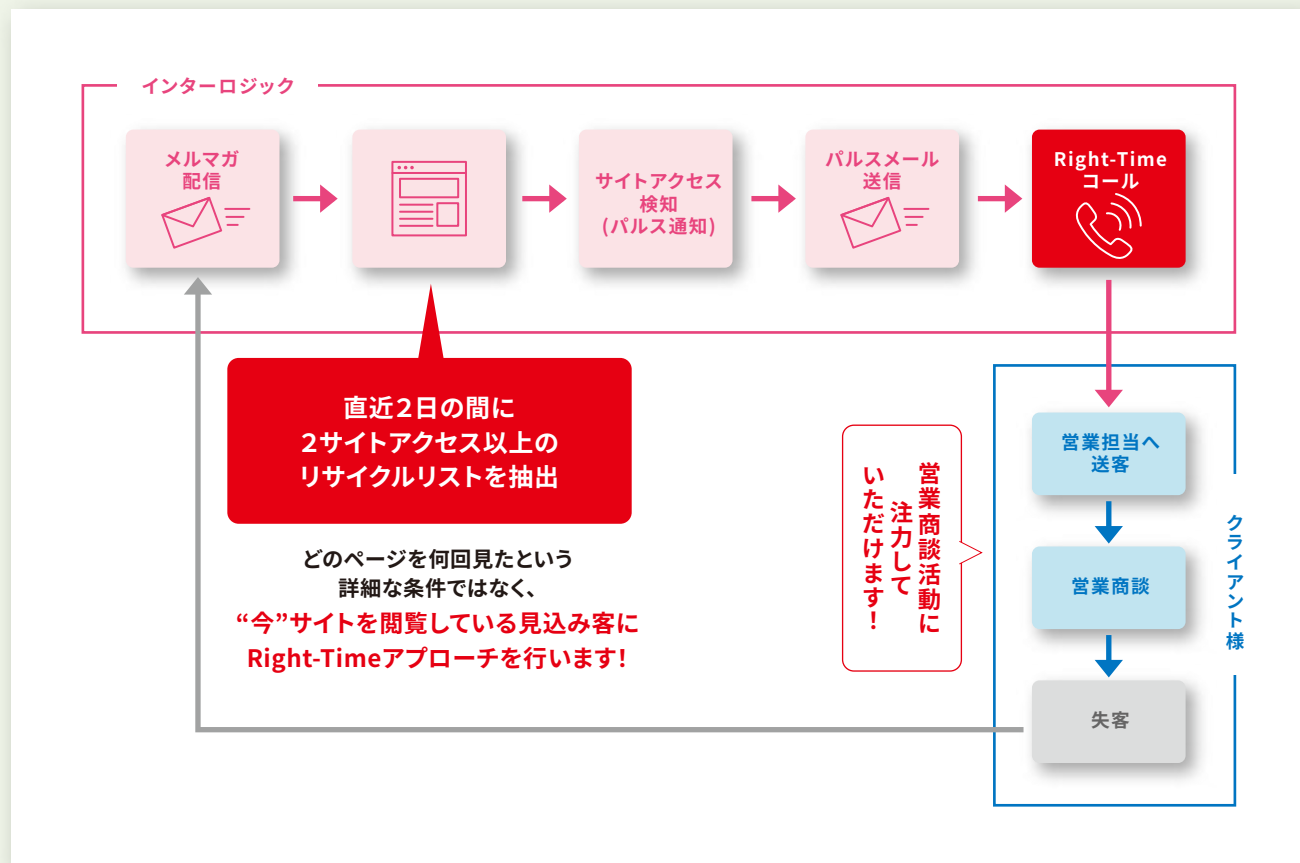 インターロジック
メルマガ
配信
サイトアクセス
検知
(パルス通知)
パルスメール
送信
Right-Time
コール
直近2日の間に
2サイトアクセス以上の
リサイクルリストを抽出
どのページを何回見たという
詳細な条件ではなく、
“今”サイトを閲覧している見込み客に
Right-Timeアプローチを行います!
営業商談活動に
注力して
いただけます!
営業担当へ
送客
営業商談
失客
クライアント様